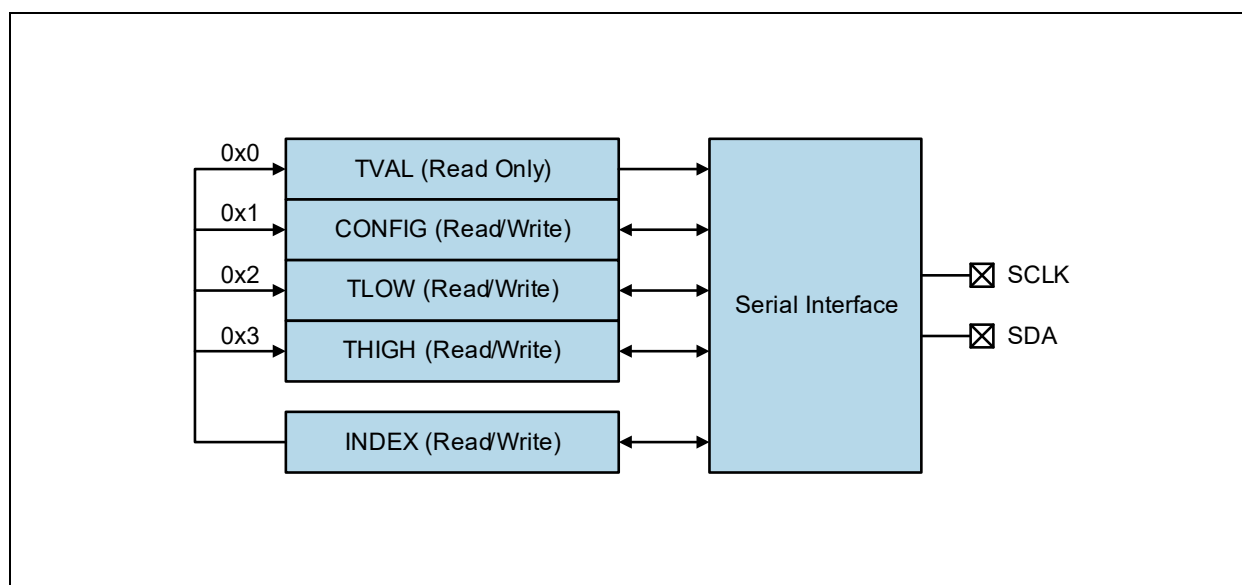 0x0
TVAL (Read Only)
0x1
CONFIG (Read/Write)
0x2
TLOW (Read/Write)
0x3
THIGH (Read/Write)
INDEX (Read/Write)
Serial Interface
SCLK
SDA